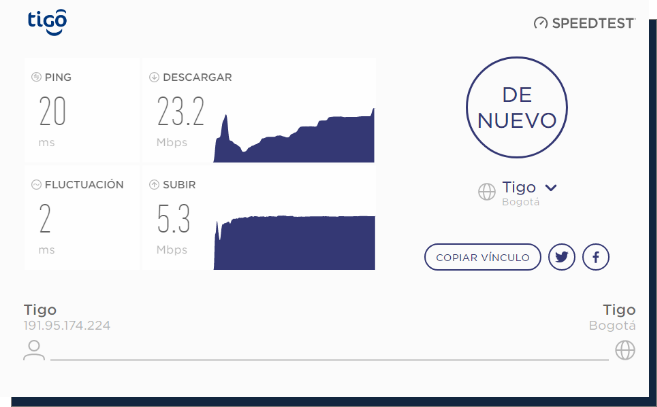 tigo
SPEEDTEST
PING
20
ms
DESCARGAR
23.2
Mbps
FLUCTUACIÓN
2
ms
SUBIR
5.3
Mbps
DE
NUEVO
Tigo
Bogotá
COPIAR VÍNCULO
Tigo
191.95.174.224
Tigo
Bogotá